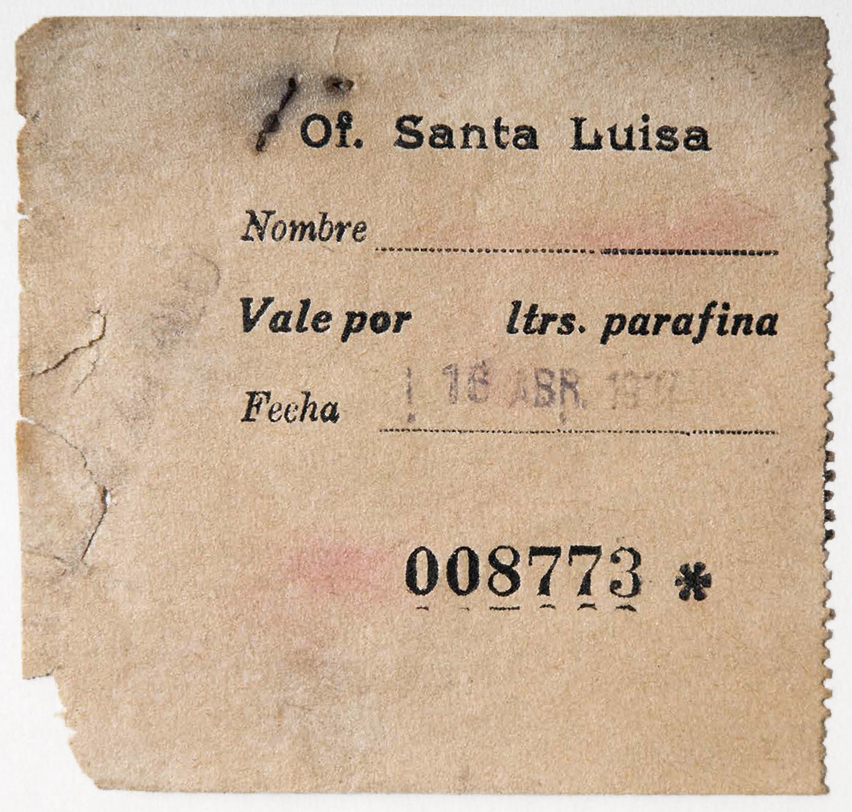 Of. Santa Luisa
Nombre
Vale por ltrs. parafina
Fecha 16 ABR.
008773 *